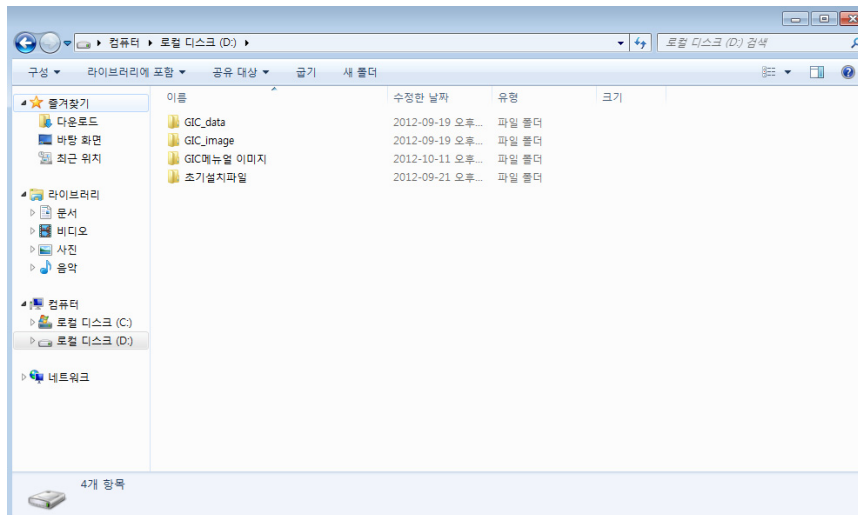 컴퓨터 ▸ 로컬 디스크 (D:) ▸
로컬 디스크 (D:) 검색
구성 라이브러리에 포함 공유 대상 굽기 새 폴더
즐겨찾기
다운로드
바탕 화면
최근 위치
라이브러리
문서
비디오
사진
음악
컴퓨터
로컬 디스크 (C:)
로컬 디스크 (D:)
네트워크
이름 수정한 날짜 유형 크기
GIC_data 2012-09-19 오후... 파일 폴더
GIC_image 2012-09-19 오후... 파일 폴더
GIC메뉴얼 이미지 2012-10-11 오후... 파일 폴더
초기설치파일 2012-09-21 오후... 파일 폴더
4개 항목